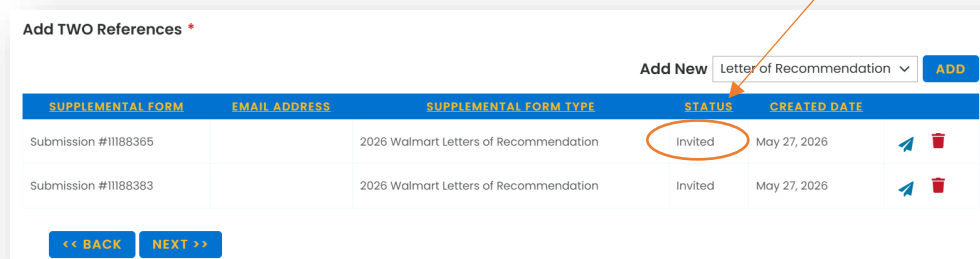 Add TWO References *
Add New Letter of Recommendation ADD
SUPPLEMENTAL FORM EMAIL ADDRESS SUPPLEMENTAL FORM TYPE STATUS CREATED DATE
Submission #11188365 2026 Walmart Letters of Recommendation Invited May 27, 2026
Submission #11188383 2026 Walmart Letters of Recommendation Invited May 27, 2026
<< BACK NEXT >>